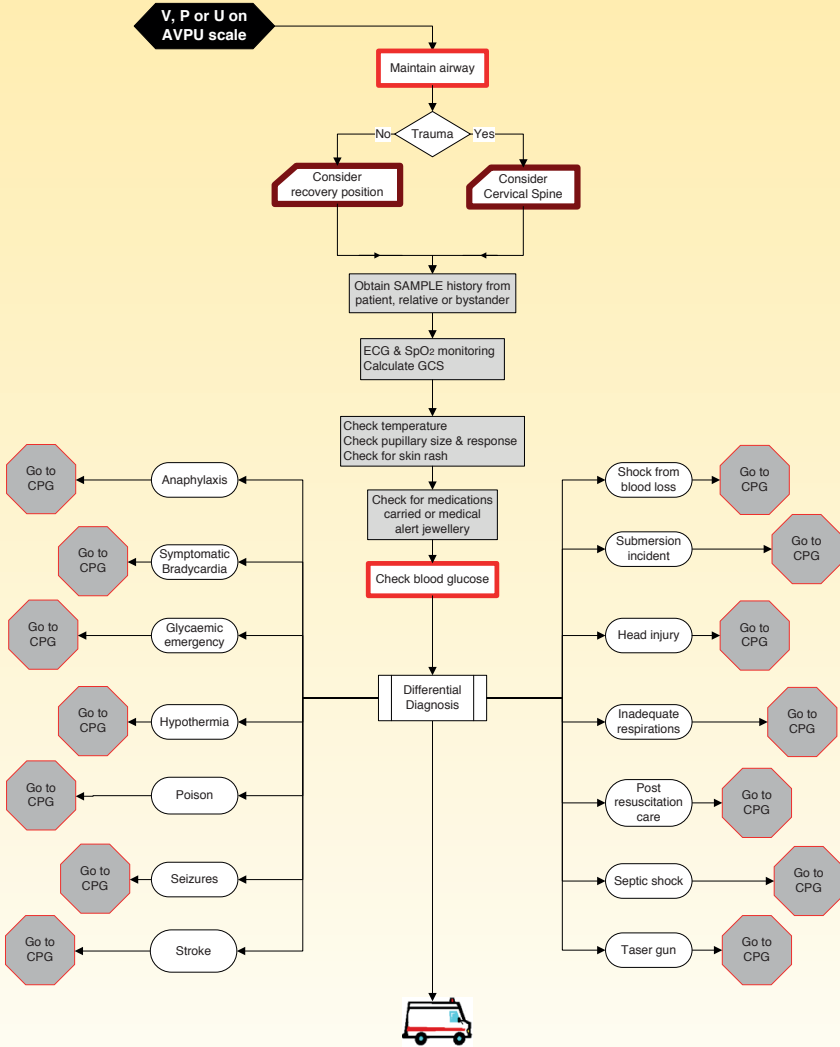 V, P or U on
AVPU scale
Maintain airway
No
Trauma
Yes
Consider
recovery position
Consider
Cervical Spine
Obtain SAMPLE history from
patient, relative or bystander
ECG & SpO2 monitoring
Calculate GCS
Check temperature
Check pupillary size & response
Check for skin rash
Check for medications
carried or medical
alert jewellery
Check blood glucose
Differential
Diagnosis
Go to
CPG
Anaphylaxis
Go to
CPG
Symptomatic
Bradycardia
Go to
CPG
Glycaemic
emergency
Go to
CPG
Hypothermia
Go to
CPG
Poison
Go to
CPG
Seizures
Go to
CPG
Stroke
Shock from
blood loss
Go to
CPG
Submersion
incident
Go to
CPG
Head injury
Go to
CPG
Inadequate
respirations
Go to
CPG
Post
resuscitation
care
Go to
CPG
Septic shock
Go to
CPG
Taser gun
Go to
CPG